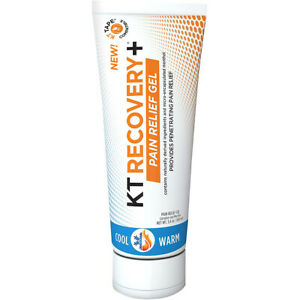 NEW!
TAPE
KT RECOVERY+
PAIN RELIEF GEL
contains naturally derived ingredients and micro-encapsulated menthol
PROVIDES PENETRATING PAIN RELIEF
COOL
WARM